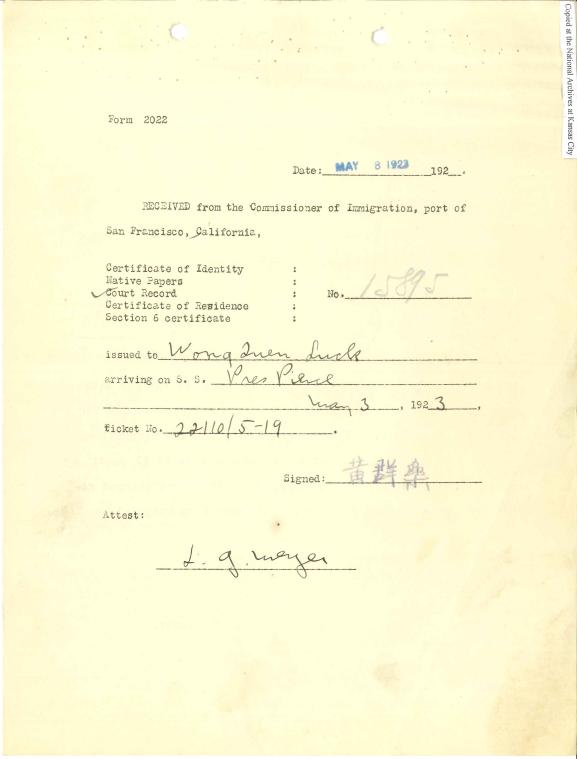 Copied at the National Archives at Kansas City
Form 2022
Date: MAY 8 1923 192 .
RECEIVED from the Commissioner of Immigration, port of
San Francisco, California,
Certificate of Identity :
Native Papers :
✓Court Record : No. 15895
Certificate of Residence :
Section 6 certificate :
issued to Wong Quen Luck
arriving on S. S. Pres Pierce
May 3, 1923,
ticket No. 22110/5-19.
Signed: 黃群樂
Attest:
L. G. Meyer